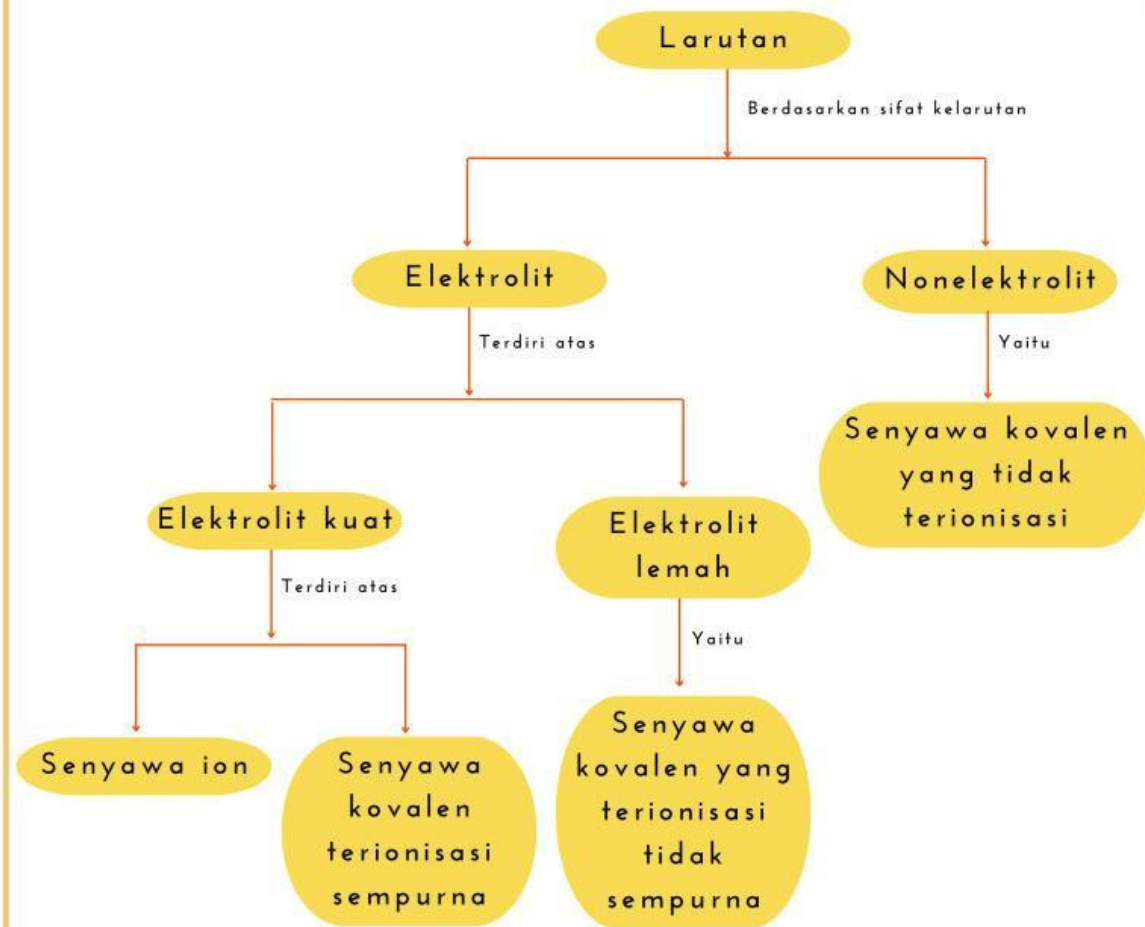 Larutan
Berdasarkan sifat kelarutan
Elektrolit
Nonelektrolit
Terdiri atas
Yaitu
Senyawa kovalen
yang tidak
terionisasi
Elektrolit kuat
Elektrolit
lemah
Terdiri atas
Yaitu
Senyawa ion
Senyawa
kovalen
terionisasi
sempurna
Senyawa
kovalen yang
terionisasi
tidak
sempurna